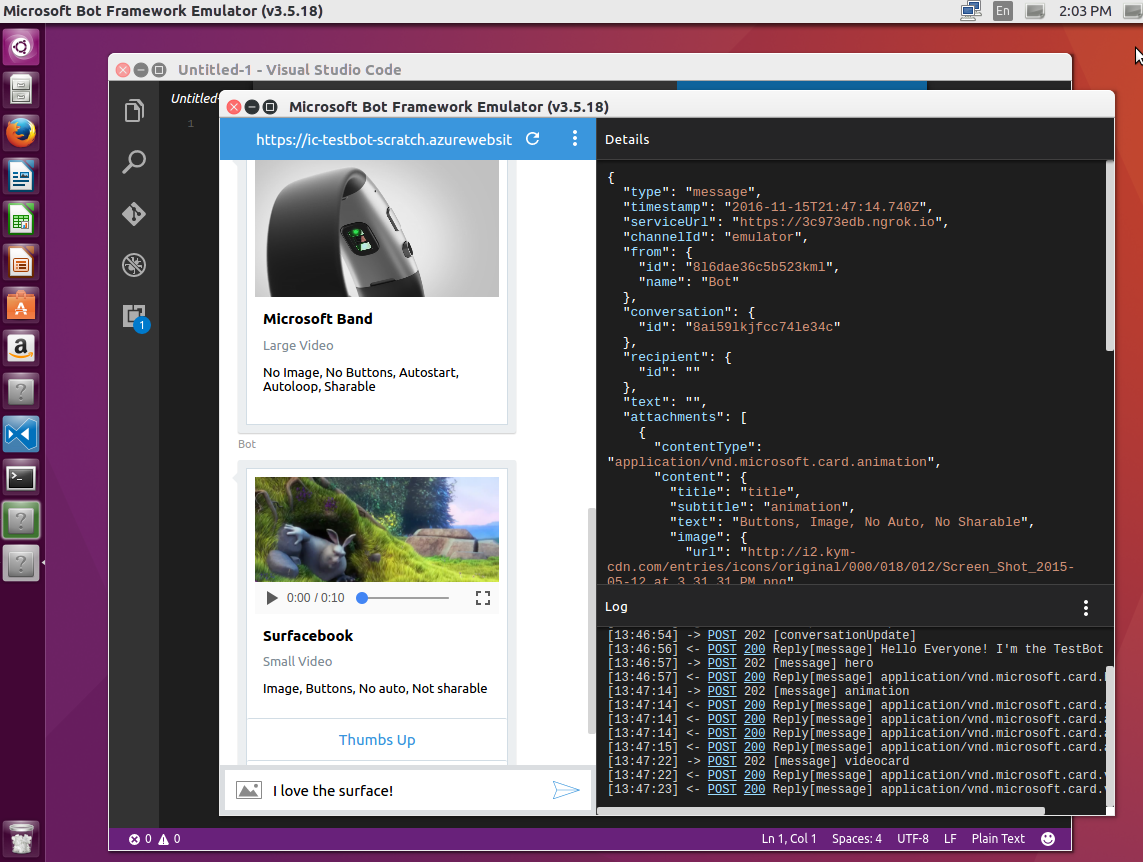 Microsoft Bot Framework Emulator (v3.5.18)
En
2:03 PM
Untitled-1 - Visual Studio Code
Untitled-
1
1
Microsoft Bot Framework Emulator (v3.5.18)
https://ic-testbot-scratch.azurewebsit
Microsoft Band
Large Video
No Image, No Buttons, Autostart,
Autoloop, Sharable
Bot
0:00 / 0:10
Surfacebook
Small Video
Image, Buttons, No auto, Not sharable
Thumbs Up
I love the surface!
Details
{
"type": "message",
"timestamp": "2016-11-15T21:47:14.740Z",
"serviceUrl": "https://3c973edb.ngrok.io",
"channelId": "emulator",
"from": {
"id": "8l6dae36c5b523kml",
"name": "Bot"
},
"conversation": {
"id": "8ai59lkjfcc74le34c"
},
"recipient": {
"id": ""
},
"text": "",
"attachments": [
{
"contentType":
"application/vnd.microsoft.card.animation",
"content": {
"title": "title",
"subtitle": "animation",
"text": "Buttons, Image, No Auto, No Sharable",
"image": {
"url": "http://i2.kym-
cdn.com/entries/icons/original/000/018/012/Screen_Shot_2015-
05-12_at_3.31.31_PM.png"
Log
[13:46:54] -> POST 202 [conversationUpdate]
[13:46:56] <- POST 200 Reply[message] Hello Everyone! I'm the TestBot
[13:46:57] -> POST 202 [message] hero
[13:46:57] <- POST 200 Reply[message] application/vnd.microsoft.card.
[13:47:14] -> POST 202 [message] animation
[13:47:14] <- POST 200 Reply[message] application/vnd.microsoft.card.a
[13:47:14] <- POST 200 Reply[message] application/vnd.microsoft.card.a
[13:47:14] <- POST 200 Reply[message] application/vnd.microsoft.card.a
[13:47:15] <- POST 200 Reply[message] application/vnd.microsoft.card.a
[13:47:22] -> POST 202 [message] videocard
[13:47:22] <- POST 200 Reply[message] application/vnd.microsoft.card.
[13:47:23] <- POST 200 Reply[message] application/vnd.microsoft.card.
0 0
Ln 1, Col 1 Spaces: 4 UTF-8 LF Plain Text